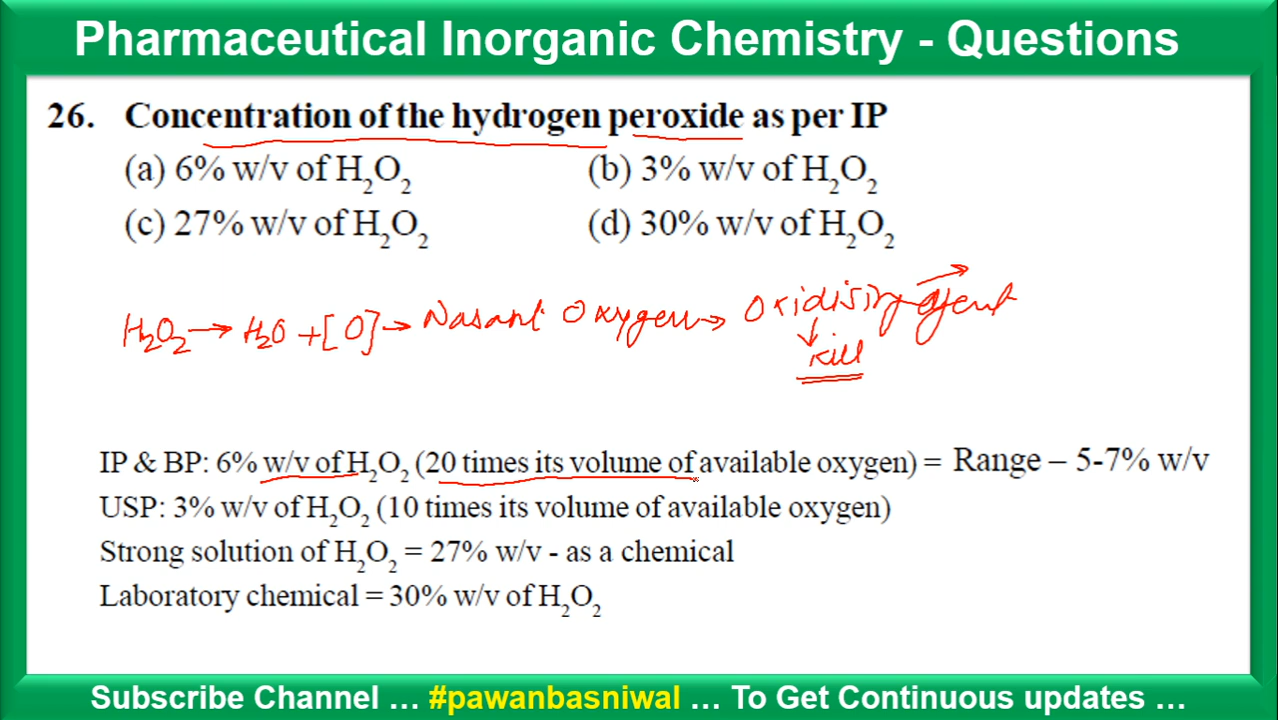 Pharmaceutical Inorganic Chemistry - Questions
26. Concentration of the hydrogen peroxide as per IP
(a) 6% w/v of H₂O₂ (b) 3% w/v of H₂O₂
(c) 27% w/v of H₂O₂ (d) 30% w/v of H₂O₂
H₂O₂ → H₂O + [O] → Nasant Oxygen → Oxidising agent
↓
Kill
IP & BP: 6% w/v of H₂O₂ (20 times its volume of available oxygen) = Range – 5-7% w/v
USP: 3% w/v of H₂O₂ (10 times its volume of available oxygen)
Strong solution of H₂O₂ = 27% w/v - as a chemical
Laboratory chemical = 30% w/v of H₂O₂
Subscribe Channel ... #pawanbasniwal ... To Get Continuous updates ...